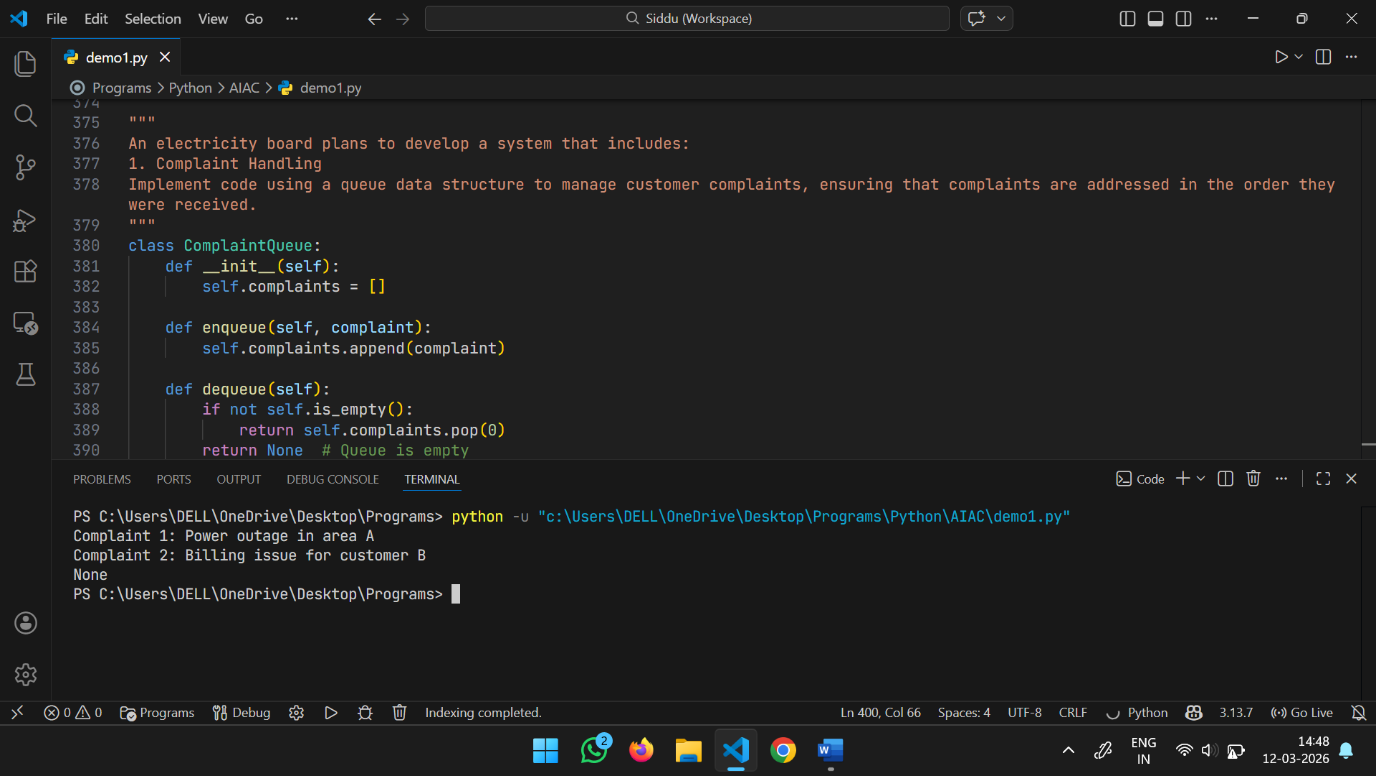 File Edit Selection View Go ··· Siddu (Workspace)
demo1.py
Programs > Python > AIAC > demo1.py
374
375 """
376 An electricity board plans to develop a system that includes:
377 1. Complaint Handling
378 Implement code using a queue data structure to manage customer complaints, ensuring that complaints are addressed in the order they
were received.
379 """
380 class ComplaintQueue:
381     def __init__(self):
382         self.complaints = []
383
384     def enqueue(self, complaint):
385         self.complaints.append(complaint)
386
387     def dequeue(self):
388         if not self.is_empty():
389             return self.complaints.pop(0)
390         return None  # Queue is empty
PROBLEMS PORTS OUTPUT DEBUG CONSOLE TERMINAL Code
PS C:\Users\DELL\OneDrive\Desktop\Programs> python -u "c:\Users\DELL\OneDrive\Desktop\Programs\Python\AIAC\demo1.py"
Complaint 1: Power outage in area A
Complaint 2: Billing issue for customer B
None
PS C:\Users\DELL\OneDrive\Desktop\Programs>
0 0 Programs Debug Indexing completed. Ln 400, Col 66 Spaces: 4 UTF-8 CRLF Python 3.13.7 Go Live
2 ENG 14:48
IN 12-03-2026